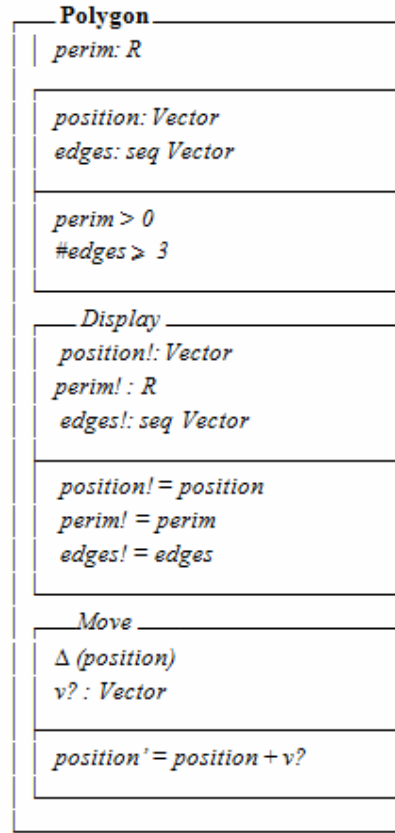 Polygon
perim: R
position: Vector
edges: seq Vector
perim > 0
#edges ⩾ 3
Display
position!: Vector
perim! : R
edges!: seq Vector
position! = position
perim! = perim
edges! = edges
Move
Δ (position)
v? : Vector
position’ = position + v?